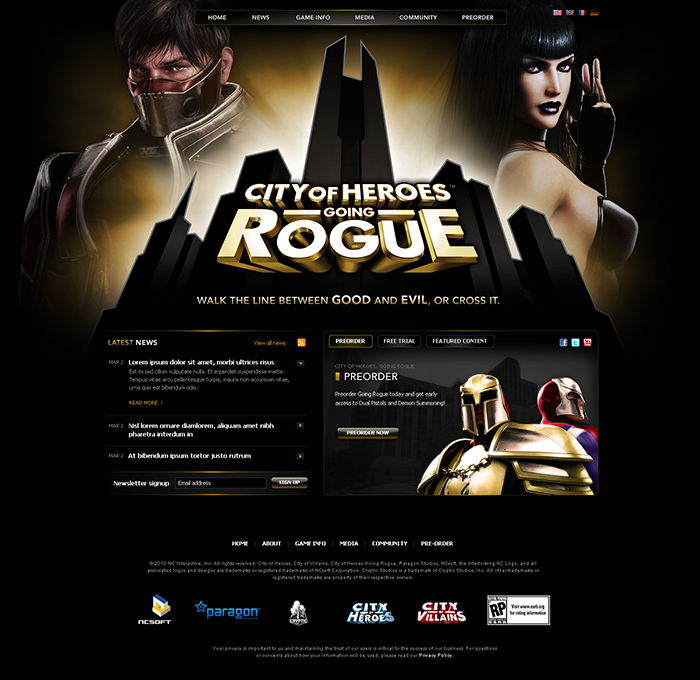 HOME NEWS GAME INFO MEDIA COMMUNITY PREORDER
CITY OF HEROES™
GOING
ROGUE
WALK THE LINE BETWEEN GOOD AND EVIL, OR CROSS IT.
LATEST NEWS View all news
MAR 2 Lorem ipsum dolor sit amet, morbi ultrices risus
Est mi sed cilum vulputate nulla. Et imperdiet suspendisse mattis.
Tempus vitae arcu pellentesque turpis, mauris non accumsan vitae,
urna quis est bibendum odio.
READ MORE
MAR 2 Nisl lorem ornare diamlorem, aliquam amet nibh
pharetra interdum in
MAR 2 At bibendum ipsum tortor justo rutrum
Newsletter signup Email address SIGN UP
PREORDER FREE TRIAL FEATURED CONTENT
CITY OF HEROES: GOING ROGUE
PREORDER
Preorder Going Rogue today and get early
access to Dual Pistols and Demon Summoning!
PREORDER NOW
HOME | ABOUT | GAME INFO | MEDIA | COMMUNITY | PRE-ORDER
© 2010 NC Interactive, Inc. All rights reserved. City of Heroes, City of Villains, City of Heroes Going Rogue, Paragon Studios, NCsoft, the Interlocking NC Logo, and all
associated logos and designs are trademarks or registered trademarks of NCsoft Corporation. Cryptic Studios is a trademark of Cryptic Studios, Inc. All other trademarks or
registered trademarks are property of their respective owners.
NCSOFT paragon CRYPTIC CITY OF HEROES CITY OF VILLAINS RP Visit www.esrb.org
for rating information
Your privacy is important to us and maintaining the trust of our users is critical to the success of our business. For questions
or concerns about how your information will be used, please read our Privacy Policy.